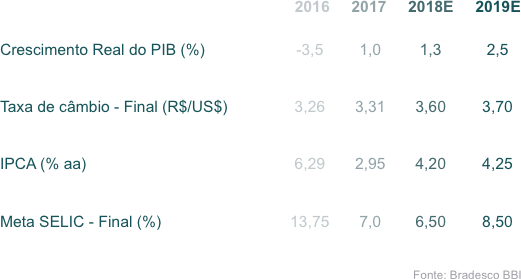 2016 2017 2018E 2019E
Crescimento Real do PIB (%) -3,5 1,0 1,3 2,5
Taxa de câmbio - Final (R$/US$) 3,26 3,31 3,60 3,70
IPCA (% aa) 6,29 2,95 4,20 4,25
Meta SELIC - Final (%) 13,75 7,0 6,50 8,50
Fonte: Bradesco BBI